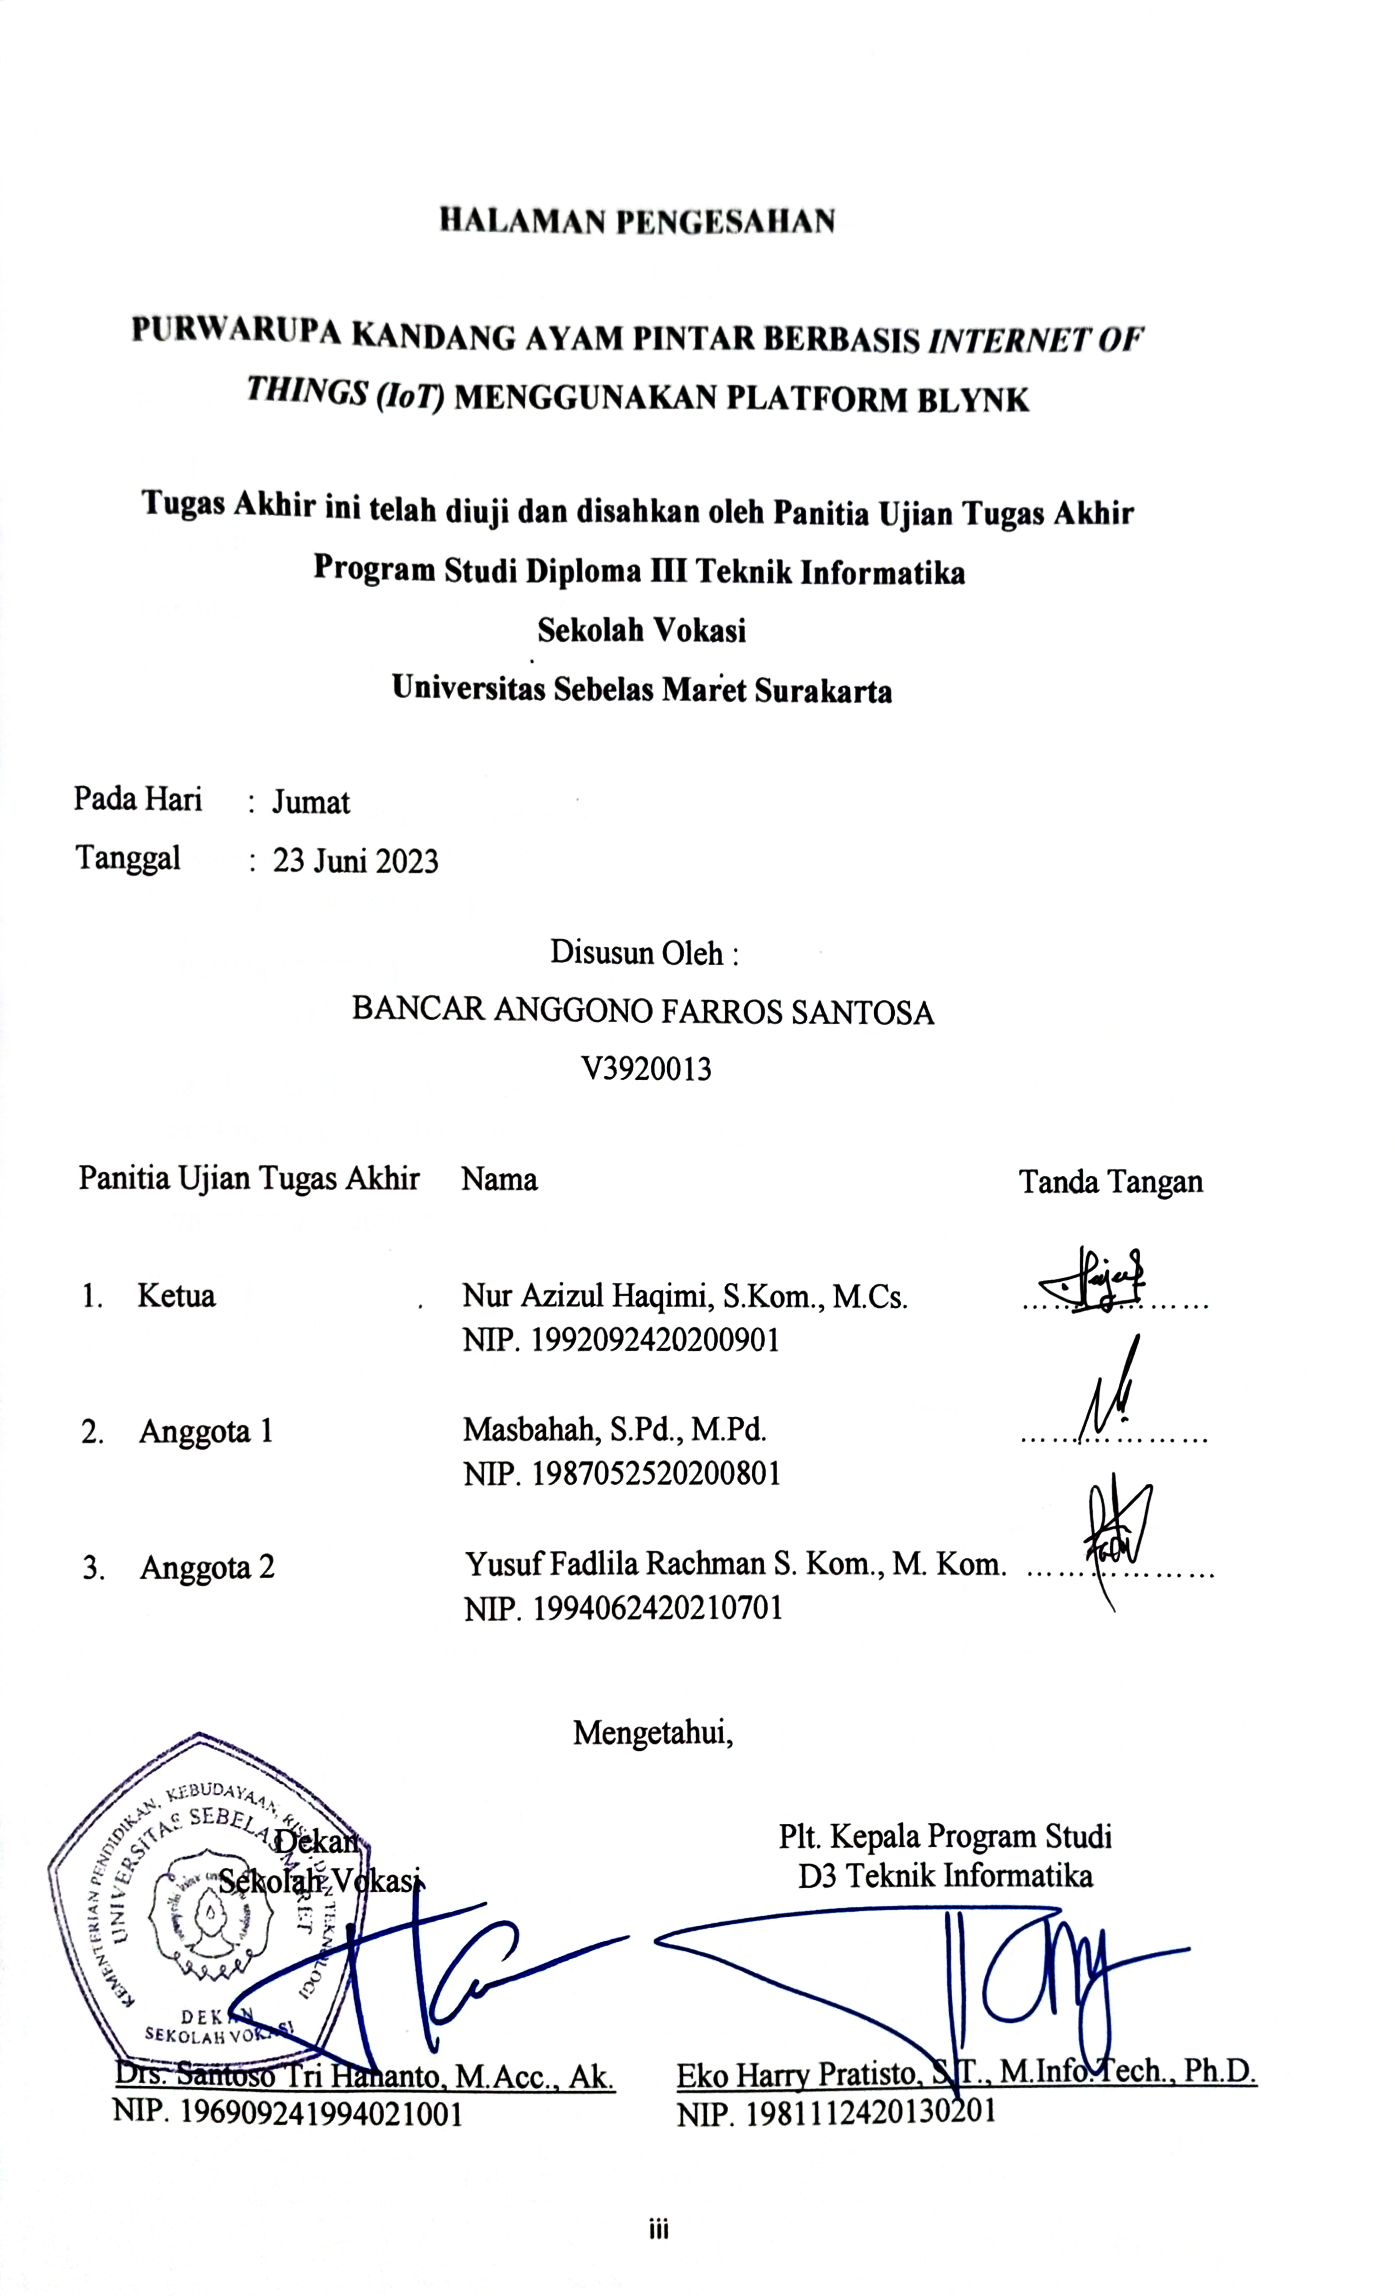 HALAMAN PENGESAHAN
PURWARUPA KANDANG AYAM PINTAR BERBASIS INTERNET OF
THINGS (IoT) MENGGUNAKAN PLATFORM BLYNK
Tugas Akhir ini telah diuji dan disahkan oleh Panitia Ujian Tugas Akhir
Program Studi Diploma III Teknik Informatika
Sekolah Vokasi
Universitas Sebelas Maret Surakarta
Pada Hari : Jumat
Tanggal : 23 Juni 2023
Disusun Oleh :
BANCAR ANGGONO FARROS SANTOSA
V3920013
Panitia Ujian Tugas Akhir Nama Tanda Tangan
1. Ketua Nur Azizul Haqimi, S.Kom., M.Cs. ..................
NIP. 1992092420200901
2. Anggota 1 Masbahah, S.Pd., M.Pd. ..................
NIP. 1987052520200801
3. Anggota 2 Yusuf Fadlila Rachman S. Kom., M. Kom. ..................
NIP. 1994062420210701
Mengetahui,
Dekan
Sekolah Vokasi
KEMENTERIAN PENDIDIKAN, KEBUDAYAAN, RISET, DAN TEKNOLOGI
UNIVERSITAS SEBELAS MARET
DEKAN
SEKOLAH VOKASI
Drs. Santoso Tri Hananto, M.Acc., Ak.
NIP. 196909241994021001
Plt. Kepala Program Studi
D3 Teknik Informatika
Eko Harry Pratisto, S.T., M.Info.Tech., Ph.D.
NIP. 1981112420130201
iii